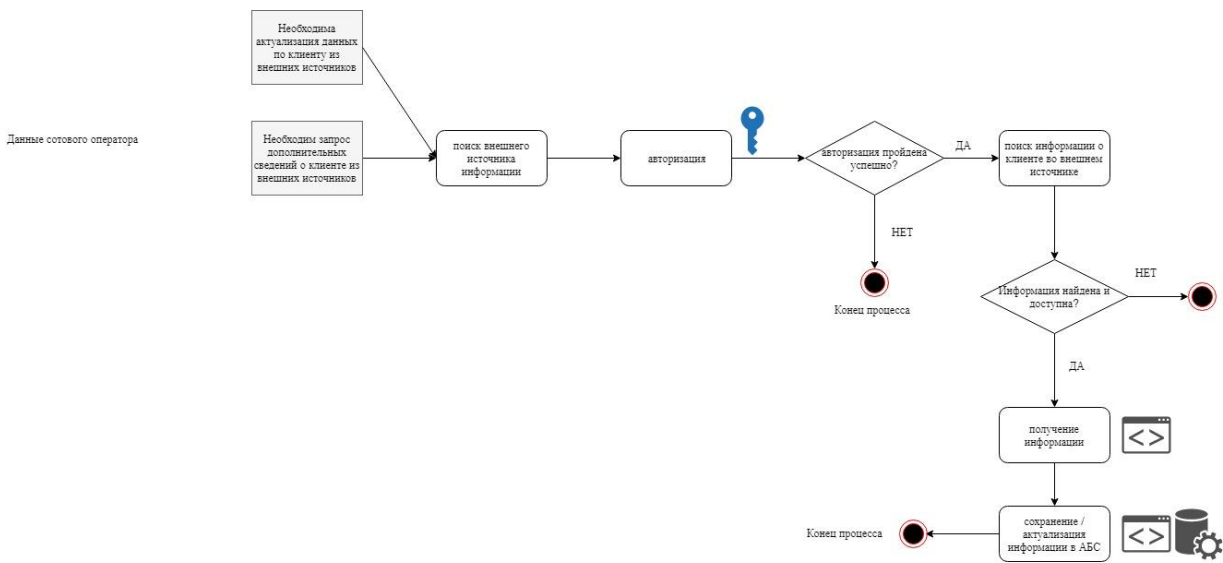 Необходима
актуализация данных
по клиенту из
внешних источников
Данные сотового оператора
Необходим запрос
дополнительных
сведений о клиенте из
внешних источников
поиск внешнего
источника
информации
авторизация
авторизация пройдена
успешно?
ДА
поиск информации о
клиенте во внешнем
источнике
НЕТ
Конец процесса
Информация найдена и
доступна?
НЕТ
ДА
получение
информации
сохранение /
актуализация
информации в АБС
Конец процесса